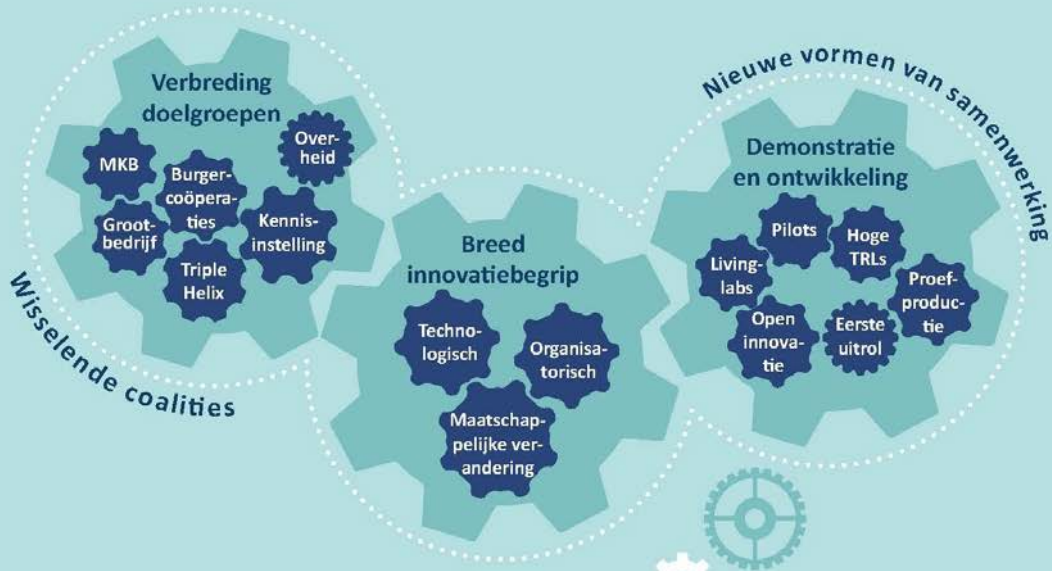 Verbreding
doelgroepen
MKB
Over-
heid
Burger-
coöpera-
ties
Groot-
bedrijf
Kennis-
instelling
Triple
Helix
Wisselende coalities
Breed
innovatiebegrip
Techno-
logisch
Organisa-
torisch
Maatschap-
pelijke ver-
andering
Nieuwe vormen van samenwerking
Demonstratie
en ontwikkeling
Pilots
Hoge
TRLs
Living-
labs
Proef-
produc-
tie
Open
innova-
tie
Eerste
uitrol